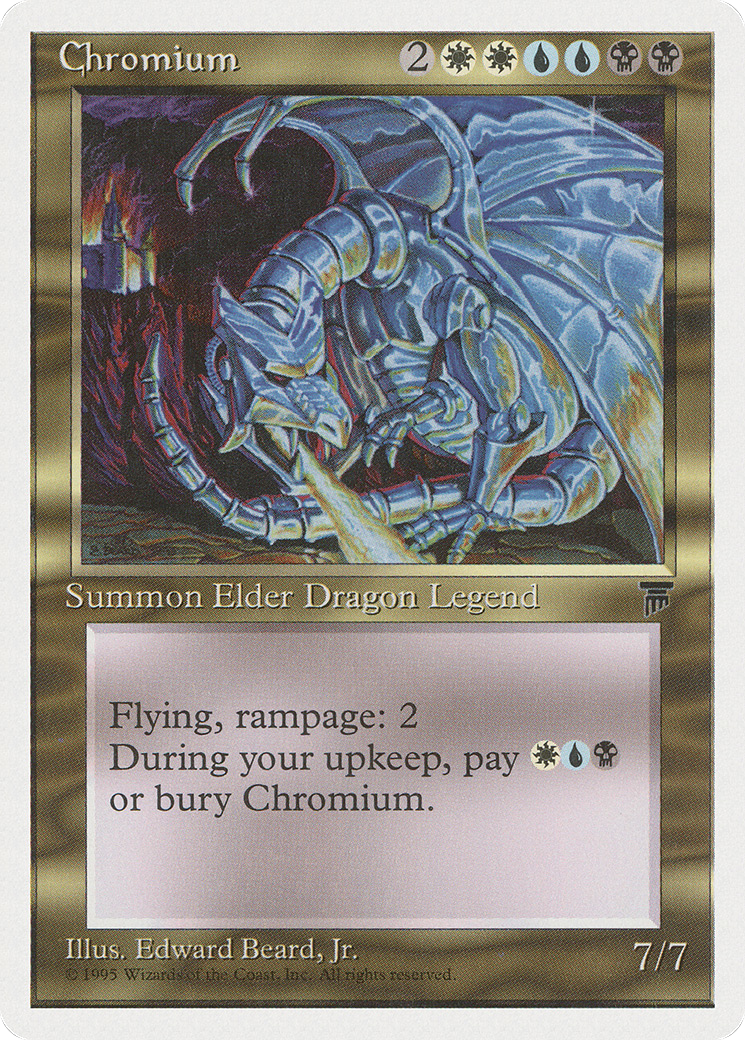 Chromium 2
Summon Elder Dragon Legend
Flying, rampage: 2
During your upkeep, pay
or bury Chromium.
Illus. Edward Beard, Jr.
7/7
© 1995 Wizards of the Coast, Inc. All rights reserved.